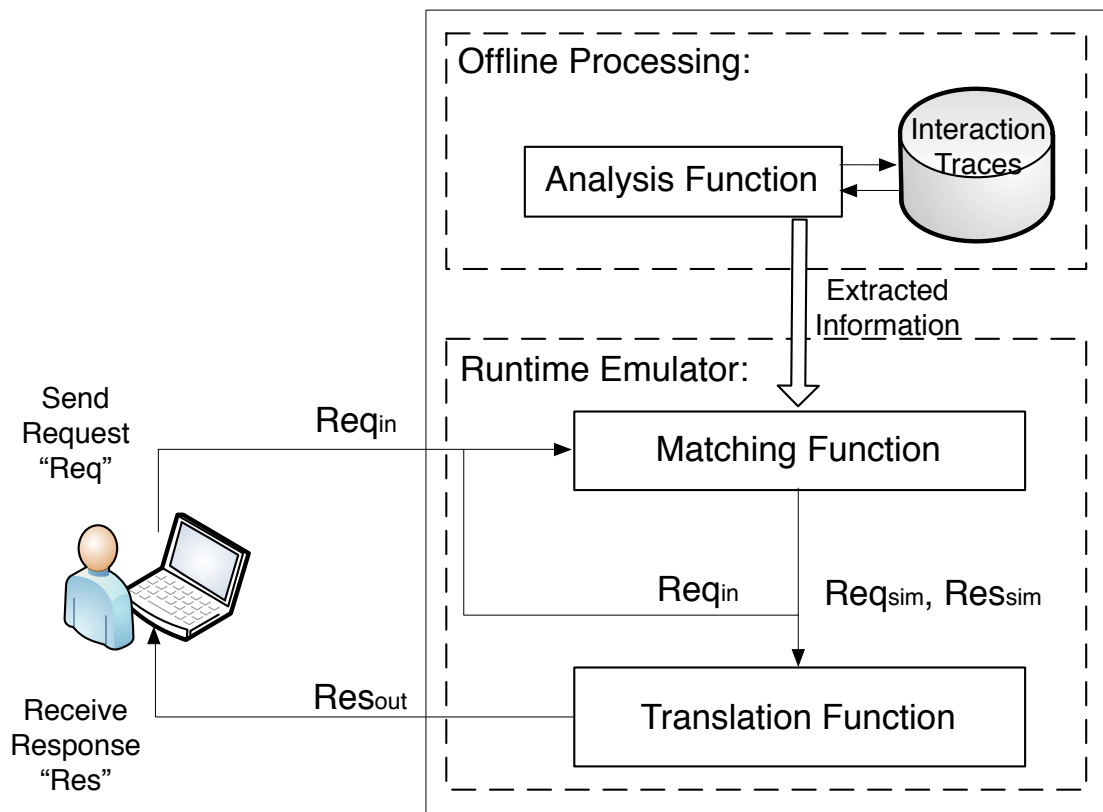 Offline Processing:
Interaction
Traces
Analysis Function
Extracted
Information
Runtime Emulator:
Send
Request
“Req”
Reqin
Matching Function
Reqin
Reqsim, Ressim
Receive
Response
“Res”
Resout
Translation Function